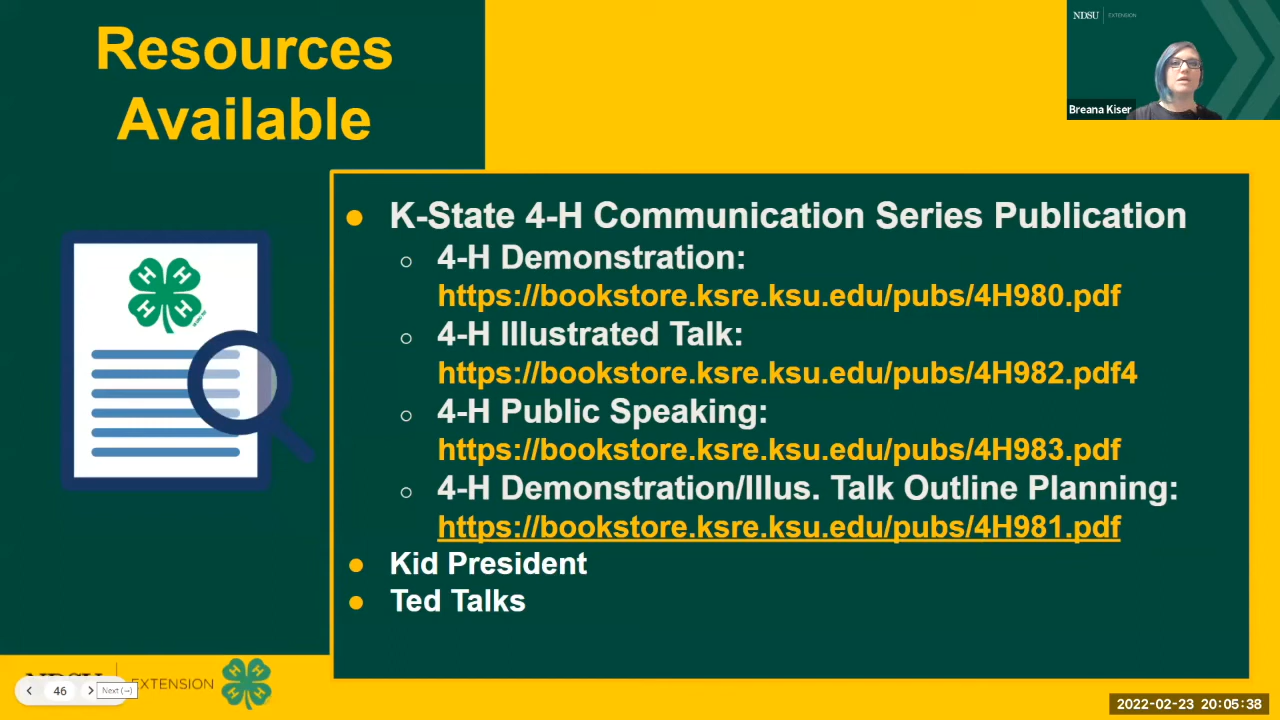 Resources
Available
NDSU EXTENSION
Breana Kiser
K-State 4-H Communication Series Publication
4-H Demonstration:
https://bookstore.ksre.ksu.edu/pubs/4H980.pdf
4-H Illustrated Talk:
https://bookstore.ksre.ksu.edu/pubs/4H982.pdf4
4-H Public Speaking:
https://bookstore.ksre.ksu.edu/pubs/4H983.pdf
4-H Demonstration/Illus. Talk Outline Planning:
https://bookstore.ksre.ksu.edu/pubs/4H981.pdf
Kid President
Ted Talks
H H
H H
NDSU EXTENSION
46 Next (→)
H H
H H
2022-02-23 20:05:38